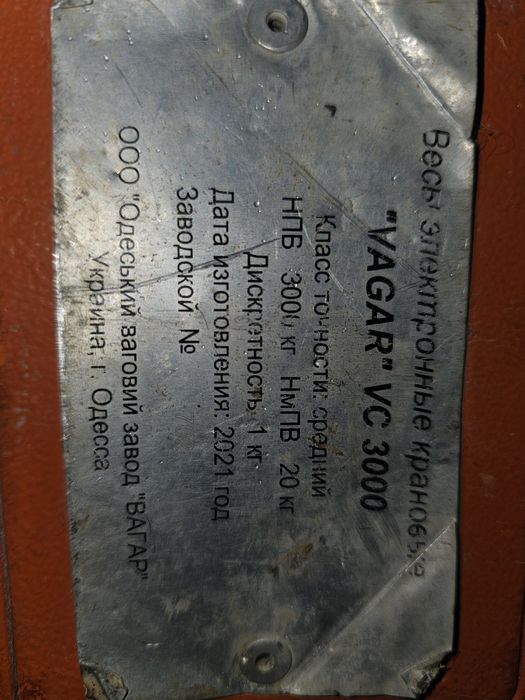 Весы электронные крановые
"VAGAR" VC 3000
Класс точности: средний
НПВ 3000 кг НмПВ 20 кг
Дискретность 1 кг
Дата изготовления: 2021 год
Заводской №
ООО "Одеський ваговий завод "ВАГАР"
Украина, г. Одесса